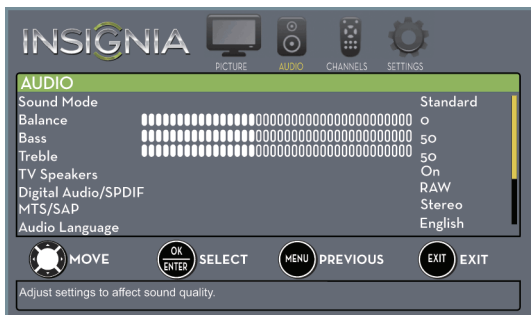 INSIGNIA
PICTURE AUDIO CHANNELS SETTINGS
AUDIO
Sound Mode Standard
Balance 0
Bass 50
Treble 50
TV Speakers On
Digital Audio/SPDIF RAW
MTS/SAP Stereo
Audio Language English
MOVE OK ENTER SELECT MENU PREVIOUS EXIT EXIT
Adjust settings to affect sound quality.